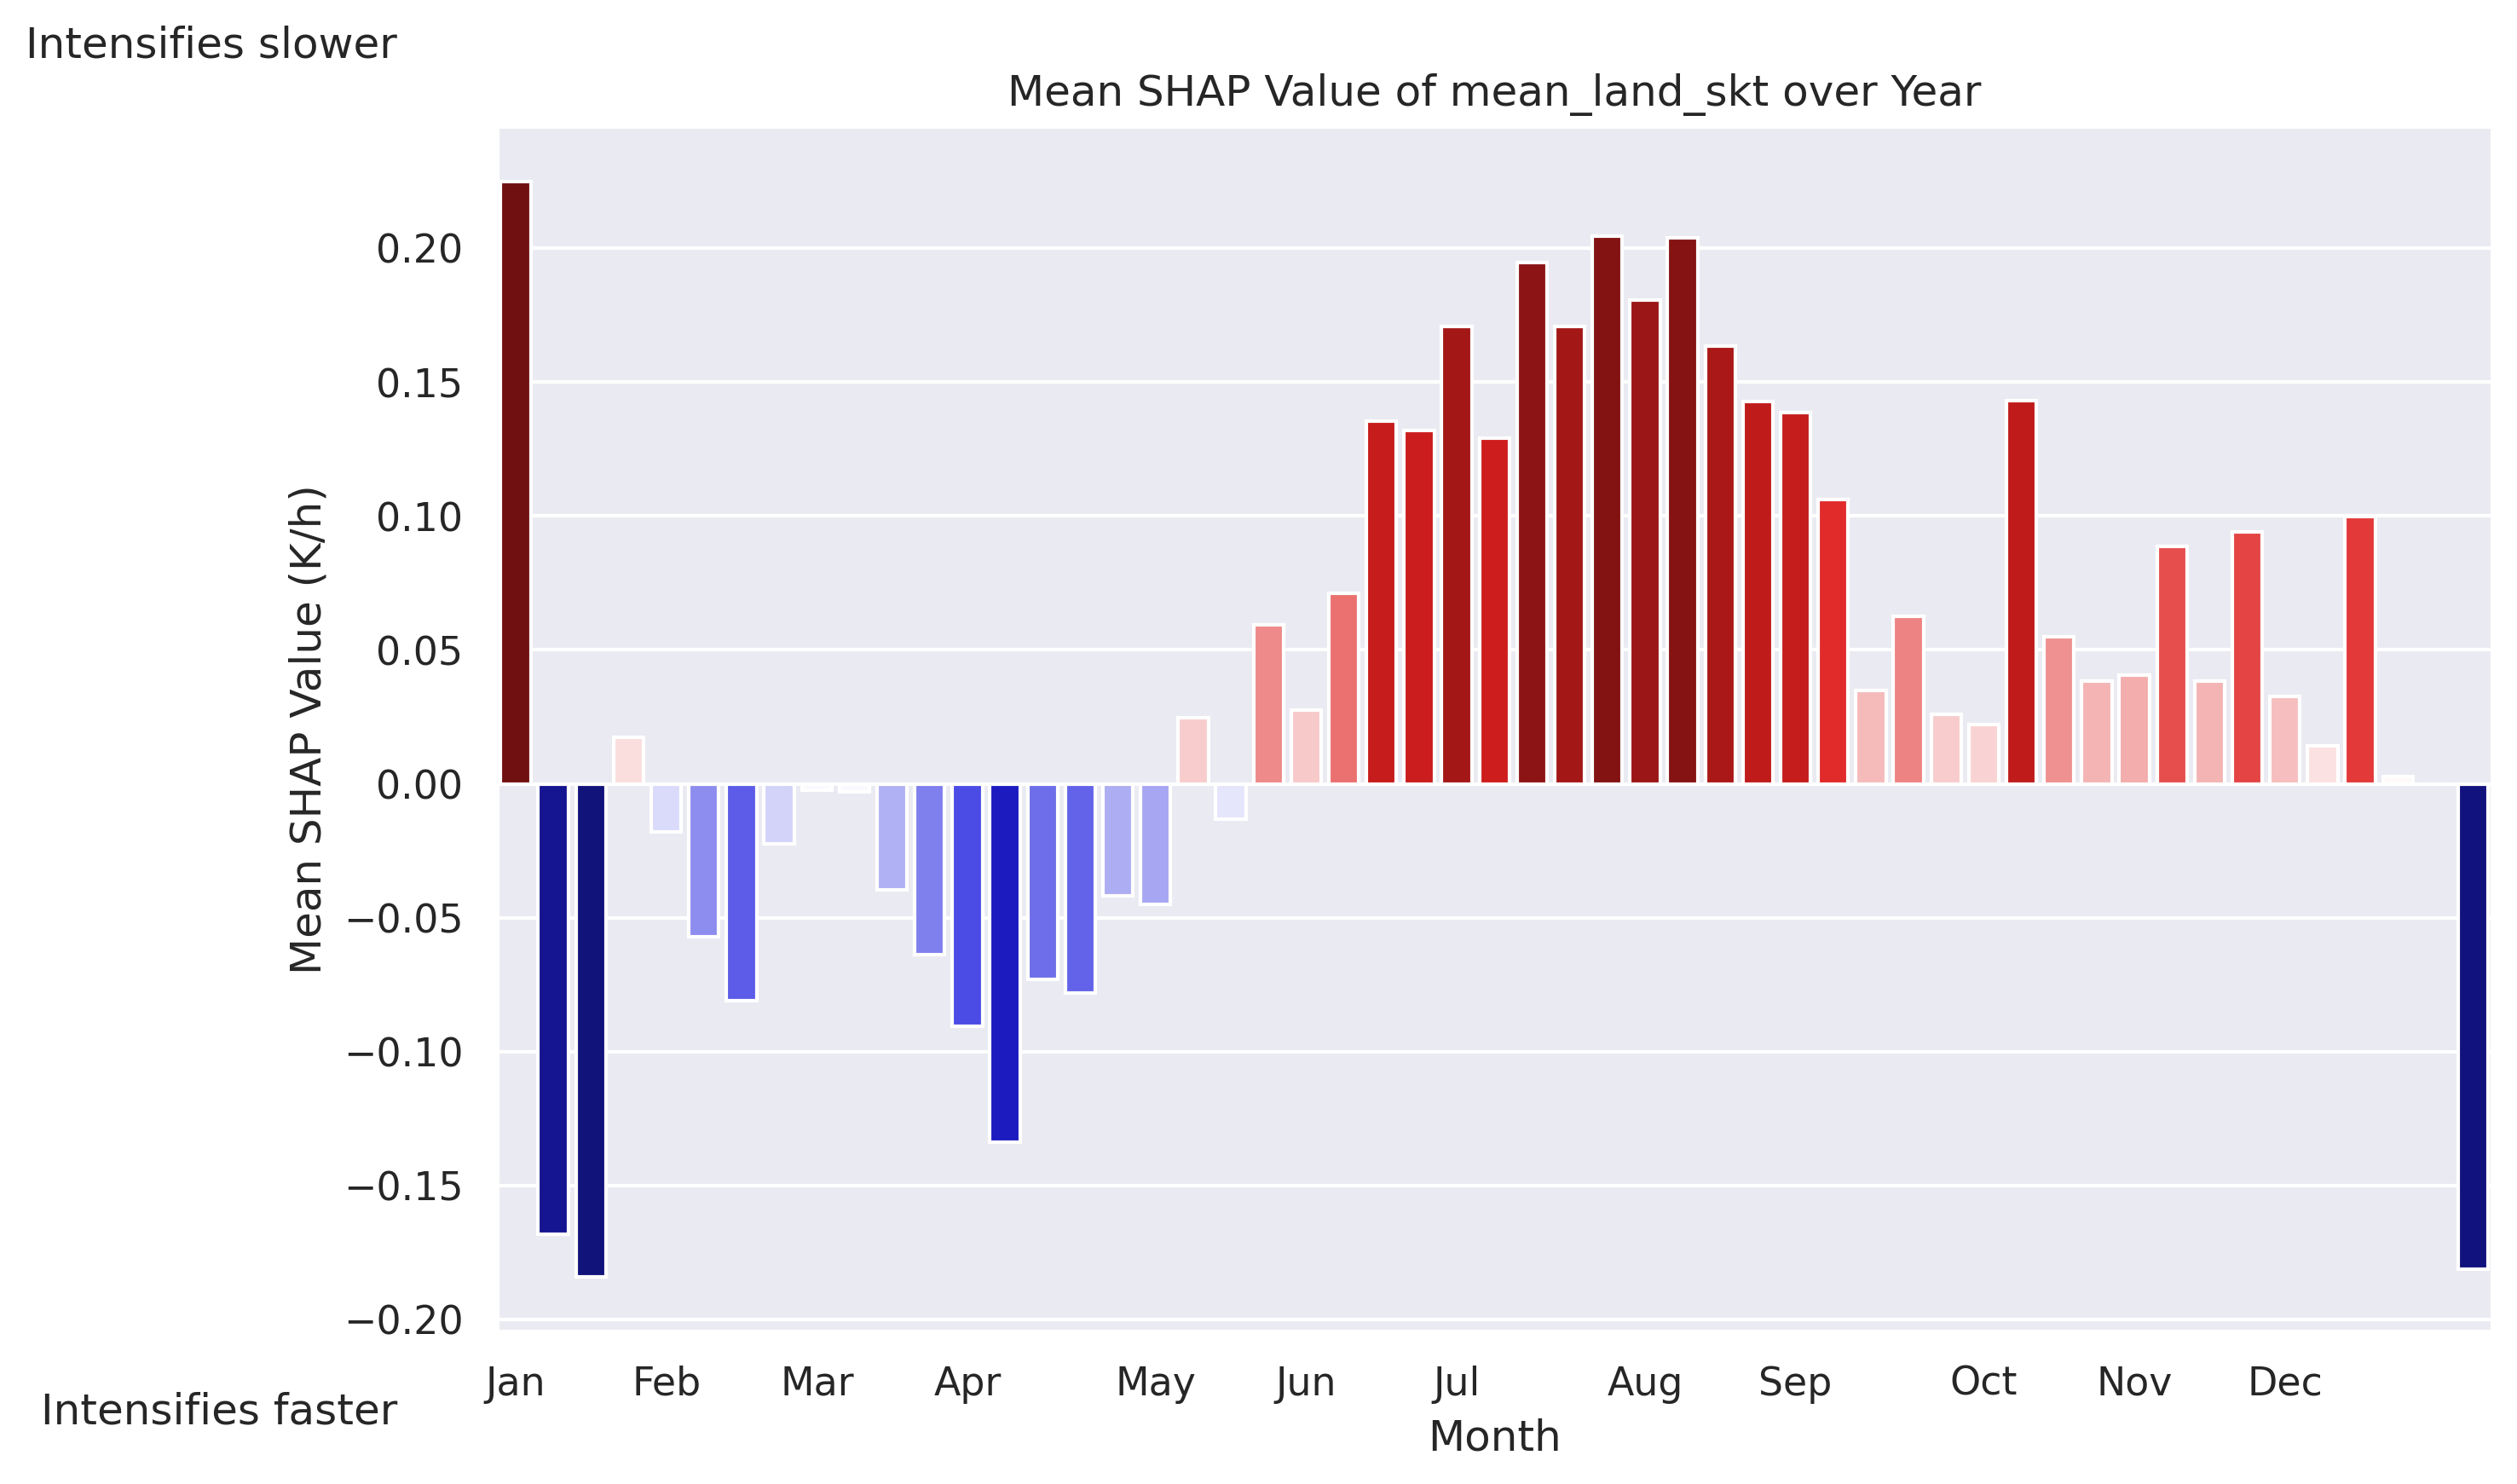 Intensifies slower
Mean SHAP Value of mean_land_skt over Year
Mean SHAP Value (K/h)
0.20
0.15
0.10
0.05
0.00
−0.05
−0.10
−0.15
−0.20
Jan Feb Mar Apr May Jun Jul Aug Sep Oct Nov Dec
Intensifies faster
Month